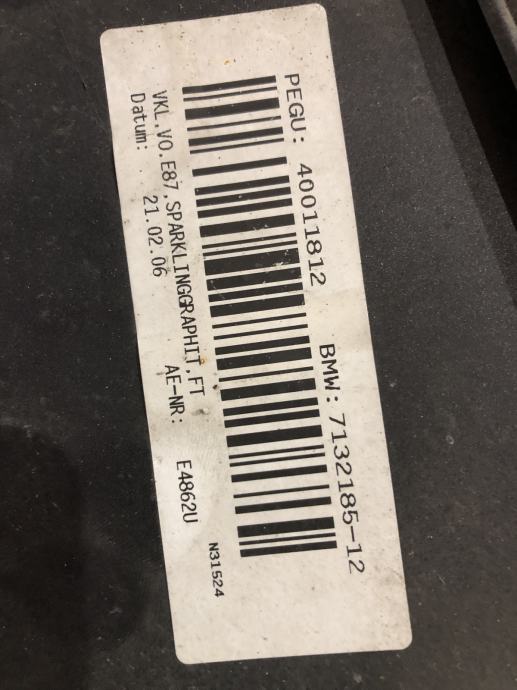 PEGU: 40011812 BMW: 7132185-12
VKL.VO.E87,SPARKLINGGRAPHIT,FT
Datum: 21.02.06 AE-NR: E4862U N31524